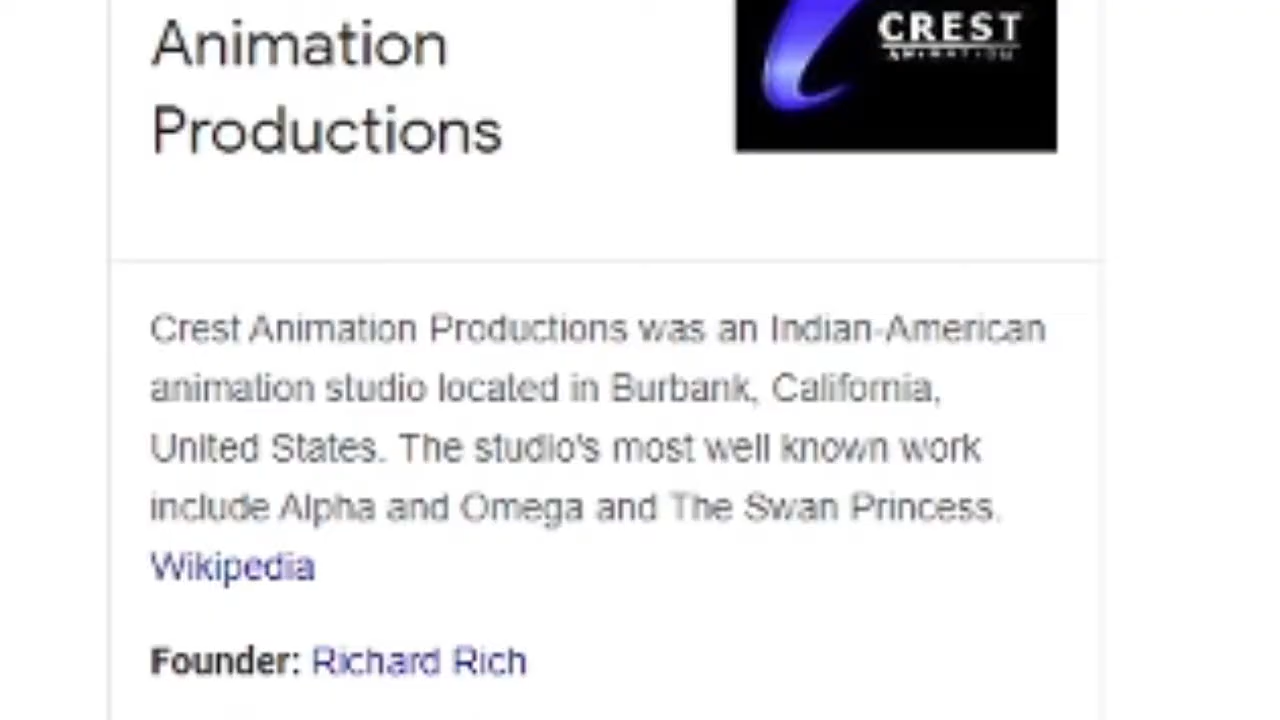 Animation
Productions
CREST
ANIMATION
Crest Animation Productions was an Indian-American
animation studio located in Burbank, California,
United States. The studio's most well known work
include Alpha and Omega and The Swan Princess.
Wikipedia
Founder: Richard Rich